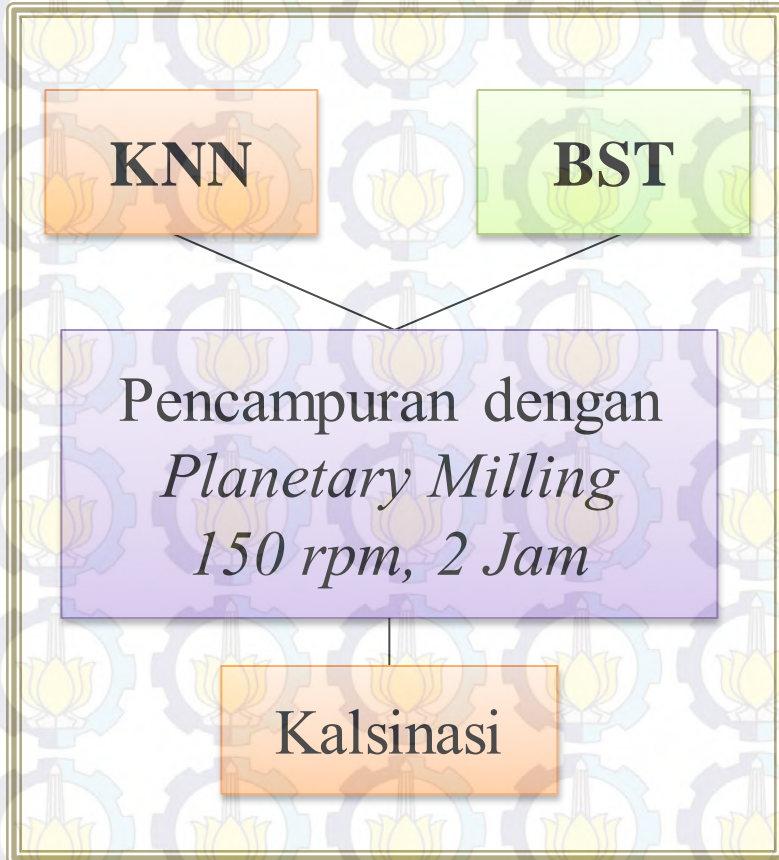 KNN
BST
Pencampuran dengan
Planetary Milling
150 rpm, 2 Jam
Kalsinasi